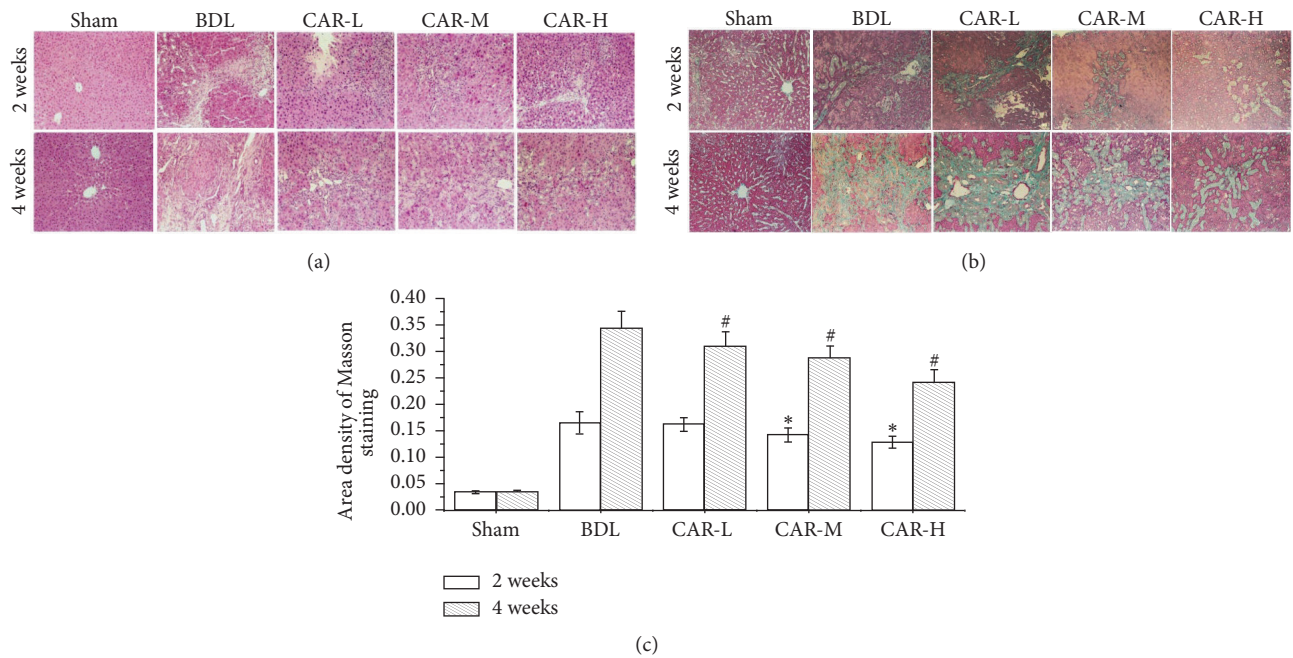 Sham BDL CAR-L CAR-M CAR-H
2 weeks
4 weeks
(a)
Sham BDL CAR-L CAR-M CAR-H
2 weeks
4 weeks
(b)
Area density of Masson
staining
0.40
0.35
0.30
0.25
0.20
0.15
0.10
0.05
0.00
# # #
* *
Sham BDL CAR-L CAR-M CAR-H
2 weeks
4 weeks
(c)